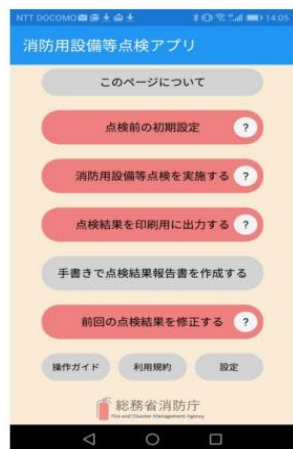 NTT DOCOMO 14:05
消防用設備等点検アプリ
このページについて
点検前の初期設定 ?
消防用設備等点検を実施する ?
点検結果を印刷用に出力する ?
手書きで点検結果報告書を作成する
前回の点検結果を修正する ?
操作ガイド 利用規約 設定
総務省消防庁
Fire and Disaster Management Agency